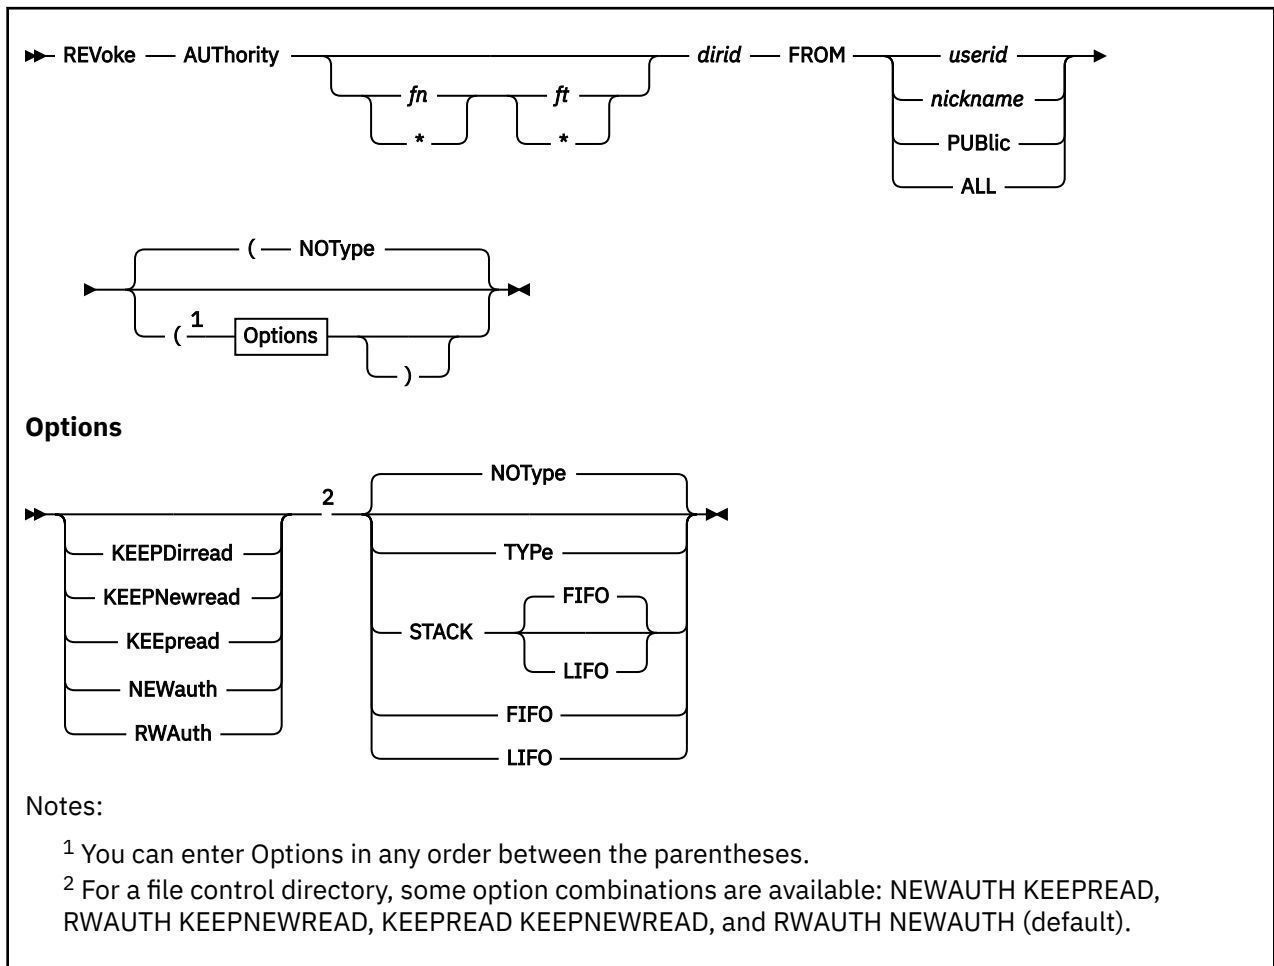 REVoke AUThority dirid FROM userid
fn ft nickname
* * PUBlic
ALL
( NOType
( 1 Options
)
Options
NOType
2
KEEPDirread TYPe
KEEPNewread FIFO
KEEpread STACK
LIFO
NEWauth
RWAuth FIFO
LIFO
Notes:
1 You can enter Options in any order between the parentheses.
2 For a file control directory, some option combinations are available: NEWAUTH KEEPREAD,
RWAUTH KEEPNEWREAD, KEEPREAD KEEPNEWREAD, and RWAUTH NEWAUTH (default).